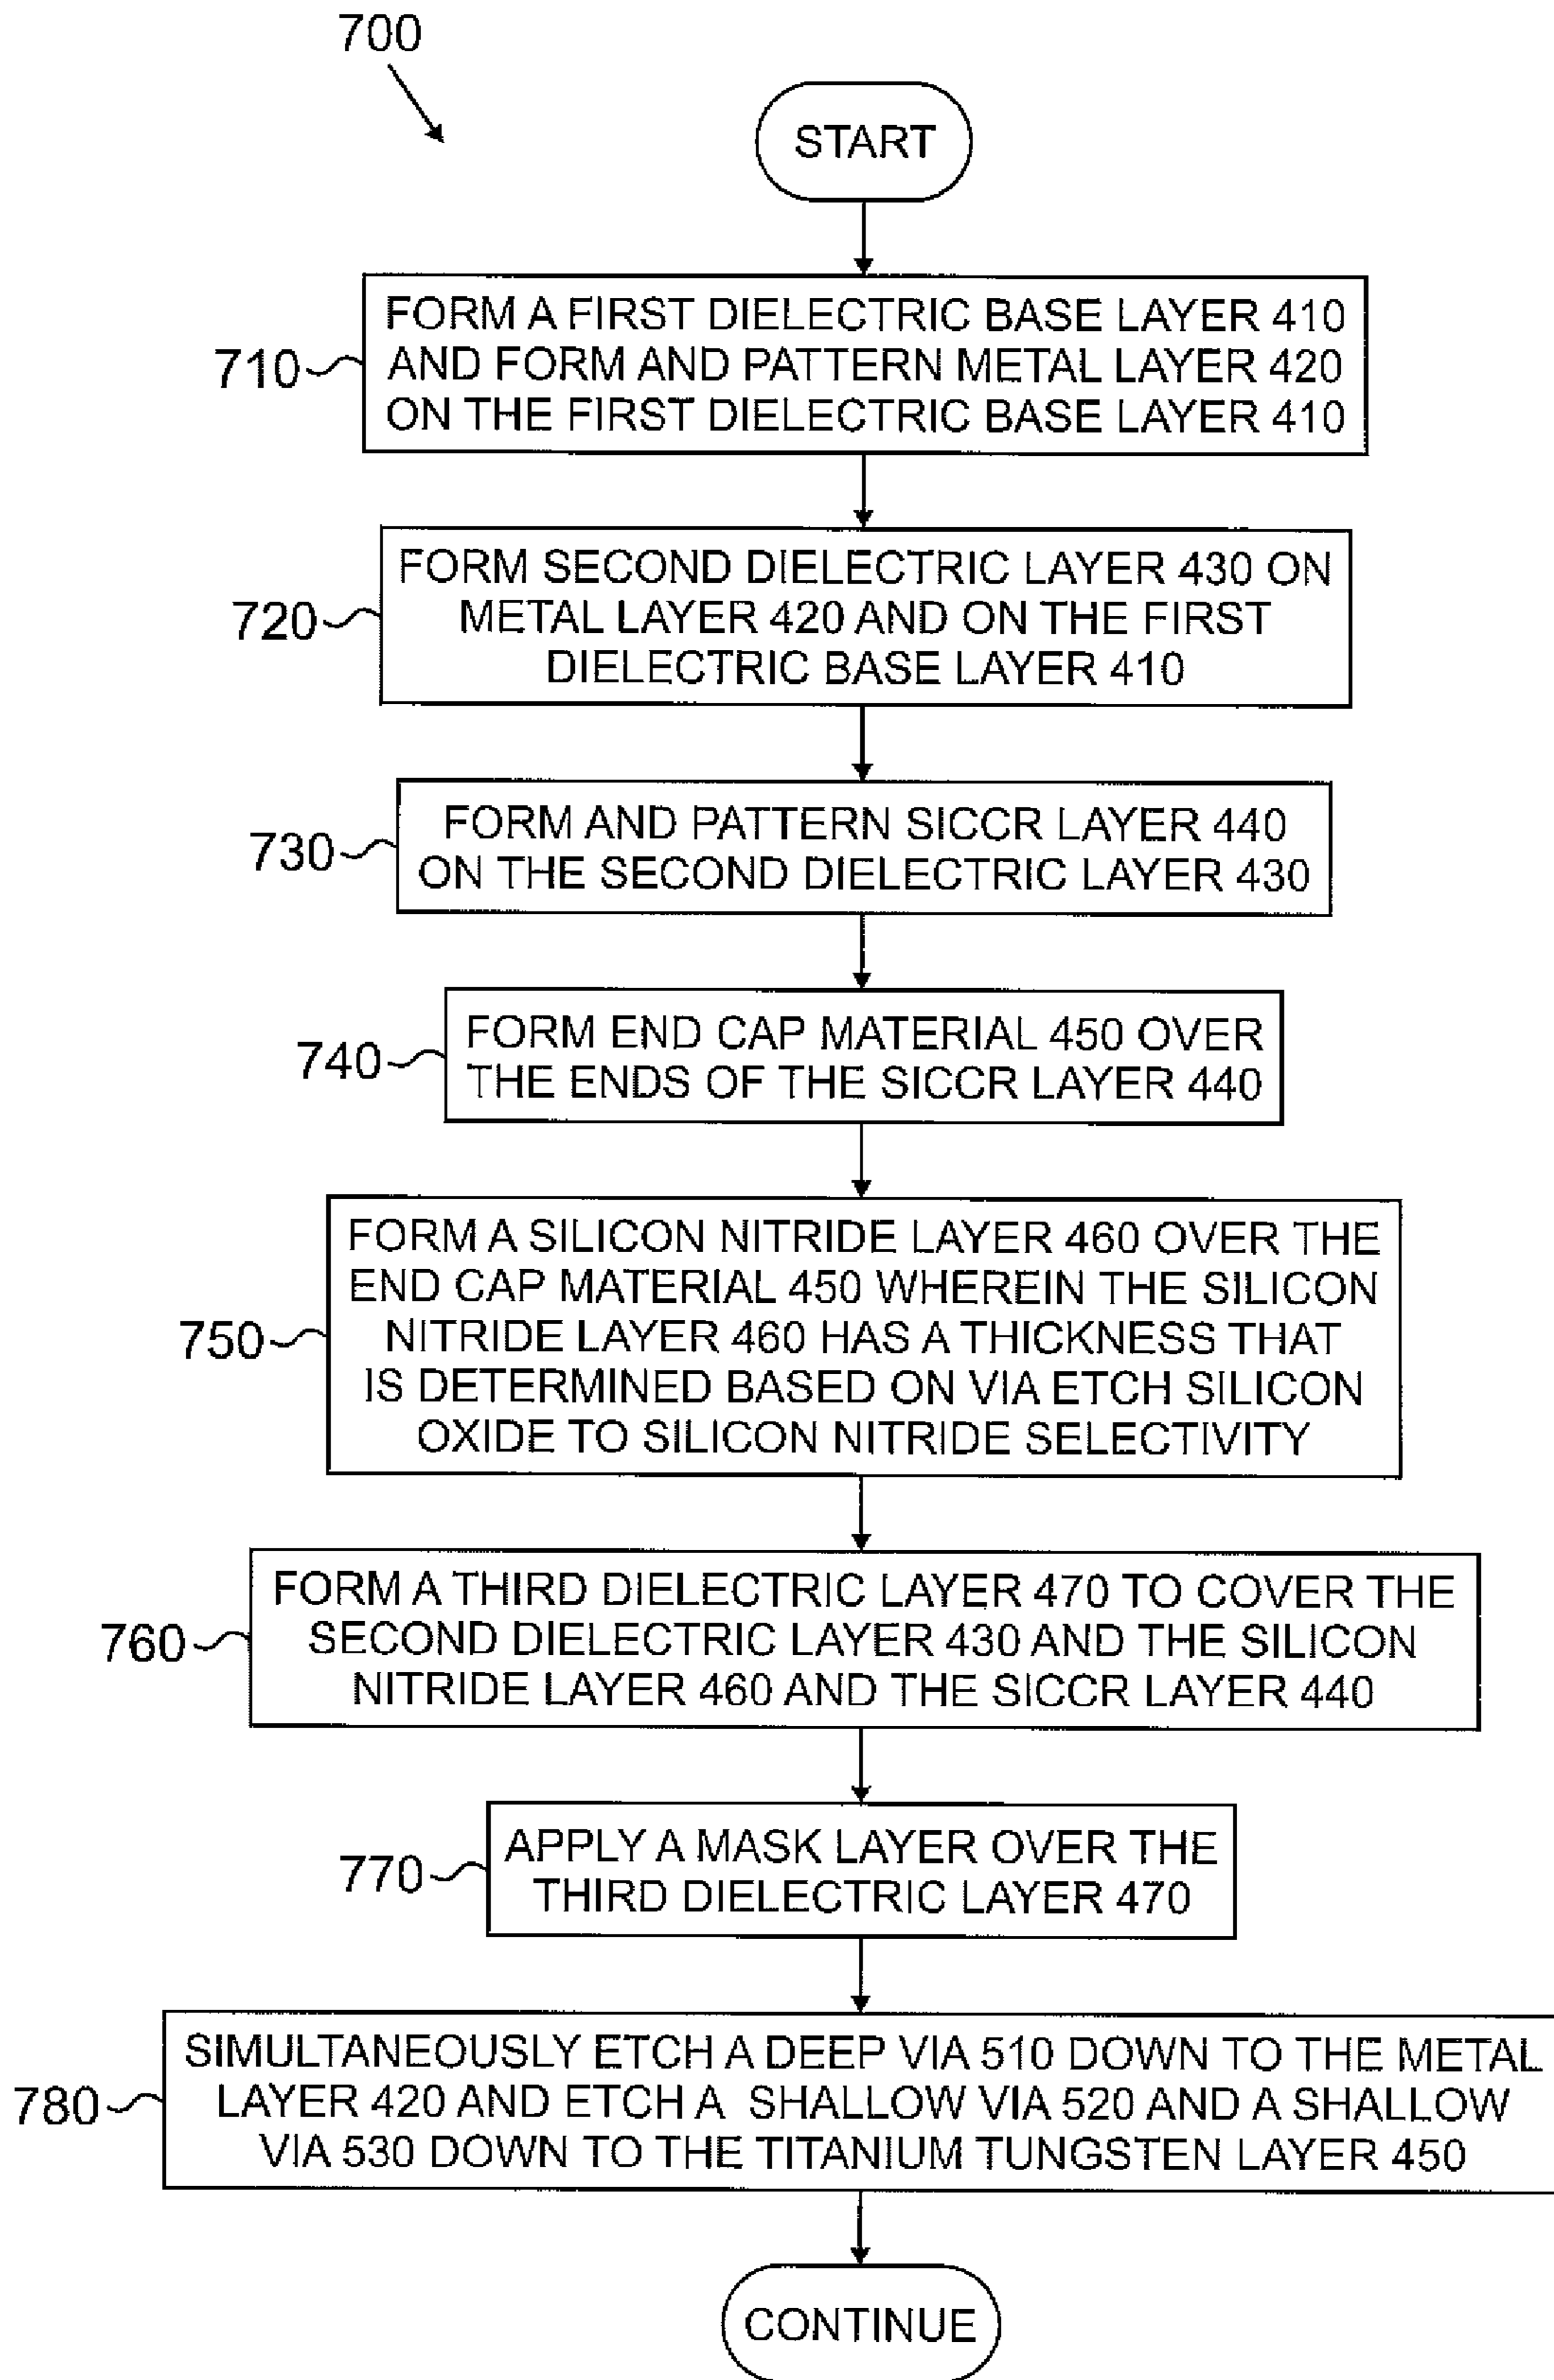 700
START
710
FORM A FIRST DIELECTRIC BASE LAYER 410
AND FORM AND PATTERN METAL LAYER 420
ON THE FIRST DIELECTRIC BASE LAYER 410
720
FORM SECOND DIELECTRIC LAYER 430 ON
METAL LAYER 420 AND ON THE FIRST
DIELECTRIC BASE LAYER 410
730
FORM AND PATTERN SICCR LAYER 440
ON THE SECOND DIELECTRIC LAYER 430
740
FORM END CAP MATERIAL 450 OVER
THE ENDS OF THE SICCR LAYER 440
750
FORM A SILICON NITRIDE LAYER 460 OVER THE
END CAP MATERIAL 450 WHEREIN THE SILICON
NITRIDE LAYER 460 HAS A THICKNESS THAT
IS DETERMINED BASED ON VIA ETCH SILICON
OXIDE TO SILICON NITRIDE SELECTIVITY
760
FORM A THIRD DIELECTRIC LAYER 470 TO COVER THE
SECOND DIELECTRIC LAYER 430 AND THE SILICON
NITRIDE LAYER 460 AND THE SICCR LAYER 440
770
APPLY A MASK LAYER OVER THE
THIRD DIELECTRIC LAYER 470
780
SIMULTANEOUSLY ETCH A DEEP VIA 510 DOWN TO THE METAL
LAYER 420 AND ETCH A SHALLOW VIA 520 AND A SHALLOW
VIA 530 DOWN TO THE TITANIUM TUNGSTEN LAYER 450
CONTINUE